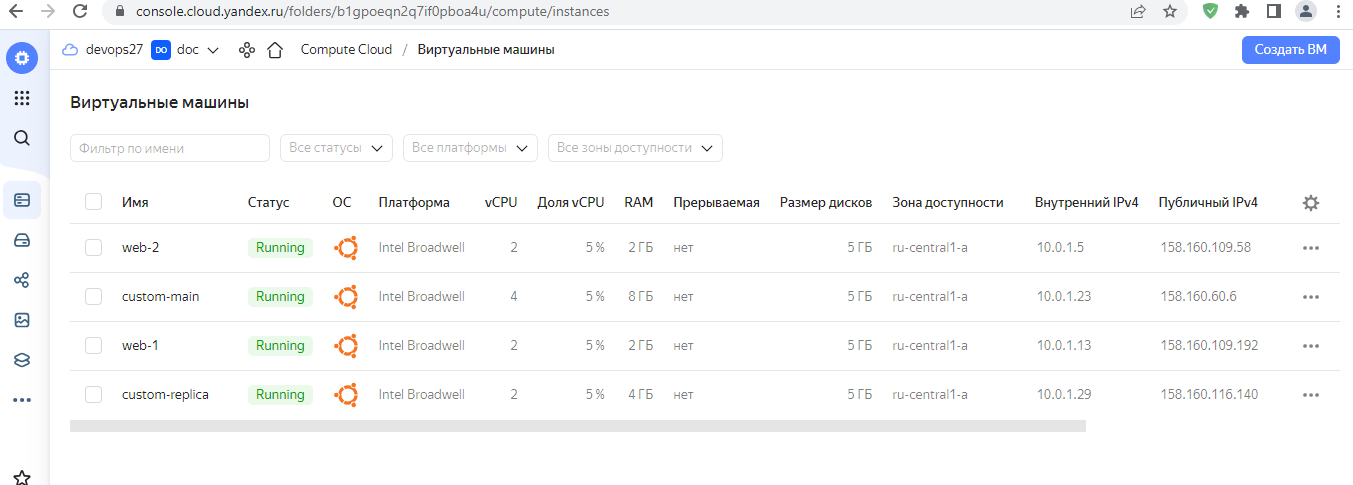 console.cloud.yandex.ru/folders/b1gpoeqn2q7if0pboa4u/compute/instances
devops27 DO doc Compute Cloud / Виртуальные машины Создать ВМ
Виртуальные машины
Фильтр по имени Все статусы Все платформы Все зоны доступности
Имя Статус ОС Платформа vCPU Доля vCPU RAM Прерываемая Размер дисков Зона доступности Внутренний IPv4 Публичный IPv4
web-2 Running Intel Broadwell 2 5 % 2 ГБ нет 5 ГБ ru-central1-a 10.0.1.5 158.160.109.58
custom-main Running Intel Broadwell 4 5 % 8 ГБ нет 5 ГБ ru-central1-a 10.0.1.23 158.160.60.6
web-1 Running Intel Broadwell 2 5 % 2 ГБ нет 5 ГБ ru-central1-a 10.0.1.13 158.160.109.192
custom-replica Running Intel Broadwell 2 5 % 4 ГБ нет 5 ГБ ru-central1-a 10.0.1.29 158.160.116.140